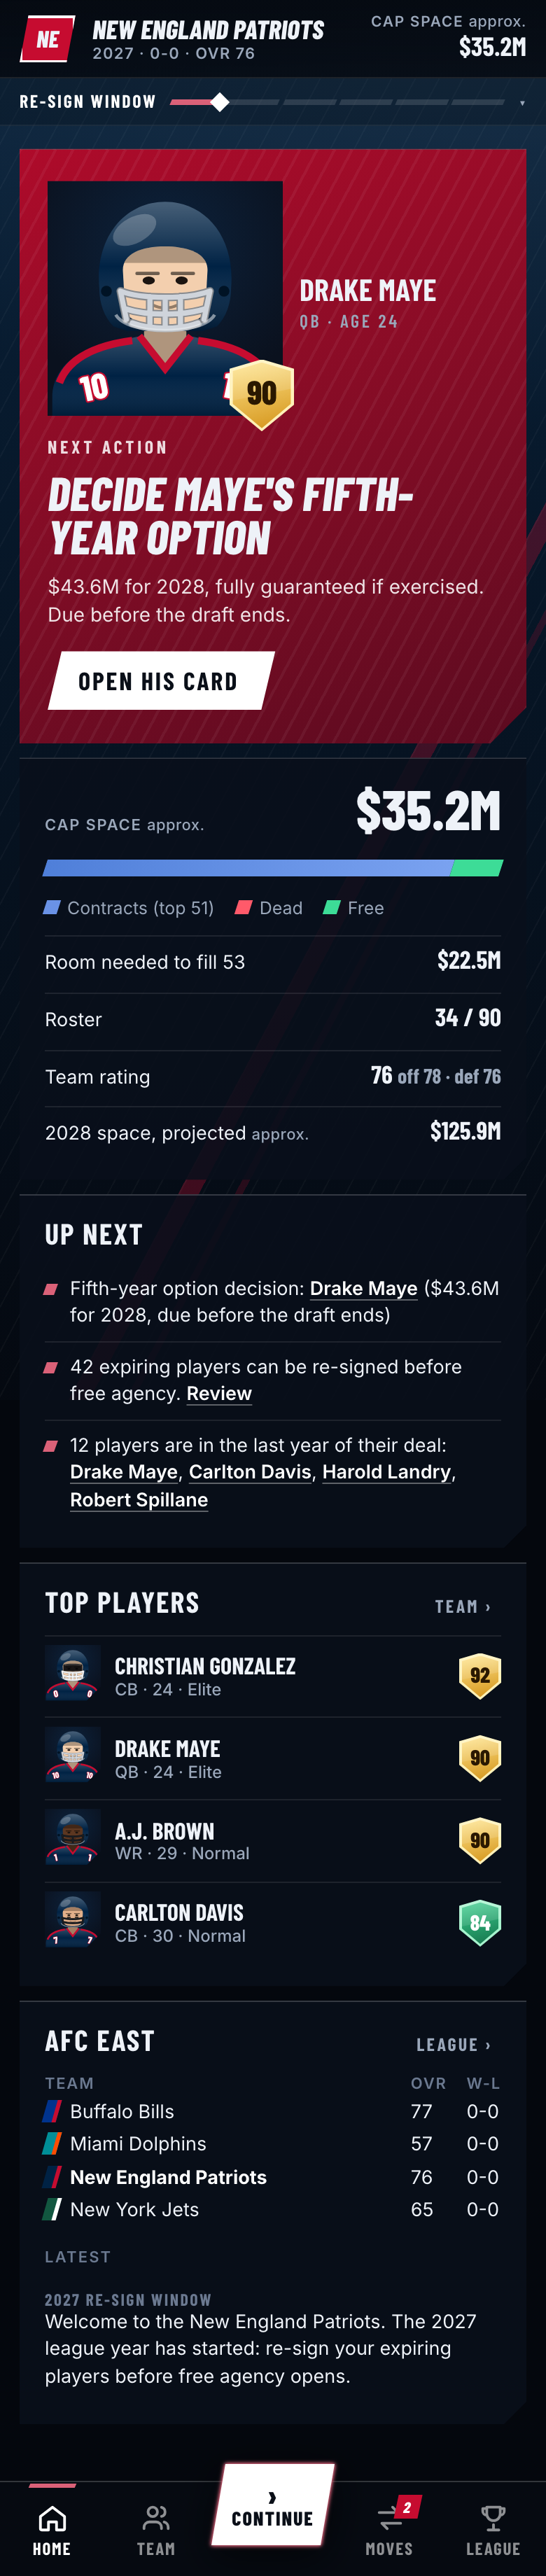 NE
NEW ENGLAND PATRIOTS
2027 · 0-0 · OVR 76
CAP SPACE approx.
$35.2M
RE-SIGN WINDOW
10
90
DRAKE MAYE
QB · AGE 24
NEXT ACTION
DECIDE MAYE'S FIFTH-
YEAR OPTION
$43.6M for 2028, fully guaranteed if exercised.
Due before the draft ends.
OPEN HIS CARD
CAP SPACE approx.
$35.2M
Contracts (top 51)
Dead
Free
Room needed to fill 53
$22.5M
Roster
34 / 90
Team rating
76 off 78 · def 76
2028 space, projected approx.
$125.9M
UP NEXT
Fifth-year option decision: Drake Maye ($43.6M
for 2028, due before the draft ends)
42 expiring players can be re-signed before
free agency. Review
12 players are in the last year of their deal:
Drake Maye, Carlton Davis, Harold Landry,
Robert Spillane
TOP PLAYERS
TEAM ›
0 0
CHRISTIAN GONZALEZ
CB · 24 · Elite
92
10 10
DRAKE MAYE
QB · 24 · Elite
90
1 1
A.J. BROWN
WR · 29 · Normal
90
7 7
CARLTON DAVIS
CB · 30 · Normal
84
AFC EAST
LEAGUE ›
TEAM OVR W-L
Buffalo Bills 77 0-0
Miami Dolphins 57 0-0
New England Patriots 76 0-0
New York Jets 65 0-0
LATEST
2027 RE-SIGN WINDOW
Welcome to the New England Patriots. The 2027
league year has started: re-sign your expiring
players before free agency opens.
HOME
TEAM
›
CONTINUE
2
MOVES
LEAGUE